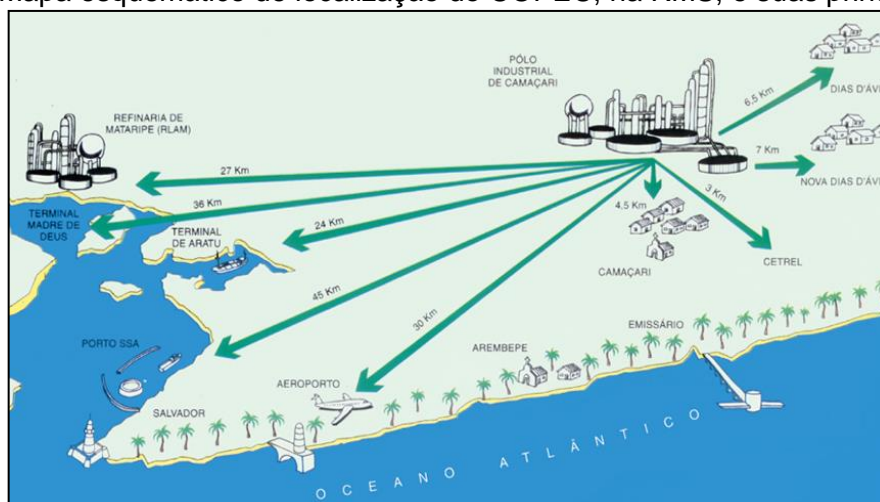 PÓLO
INDUSTRIAL
DE CAMAÇARI
REFINARIA DE
MATARIPE (RLAM)
6,5 Km
DIAS D'ÁVI
27 Km
7 Km
NOVA DIAS D'ÁVI
36 Km
3 Km
TERMINAL
MADRE DE
DEUS
TERMINAL
DE ARATU
24 Km
4,5 Km
CAMAÇARI
CETREL
45 Km
30 Km
EMISSÁRIO
PORTO SSA
AREMBEPE
AEROPORTO
SALVADOR
OCEANO ATLÂNTICO